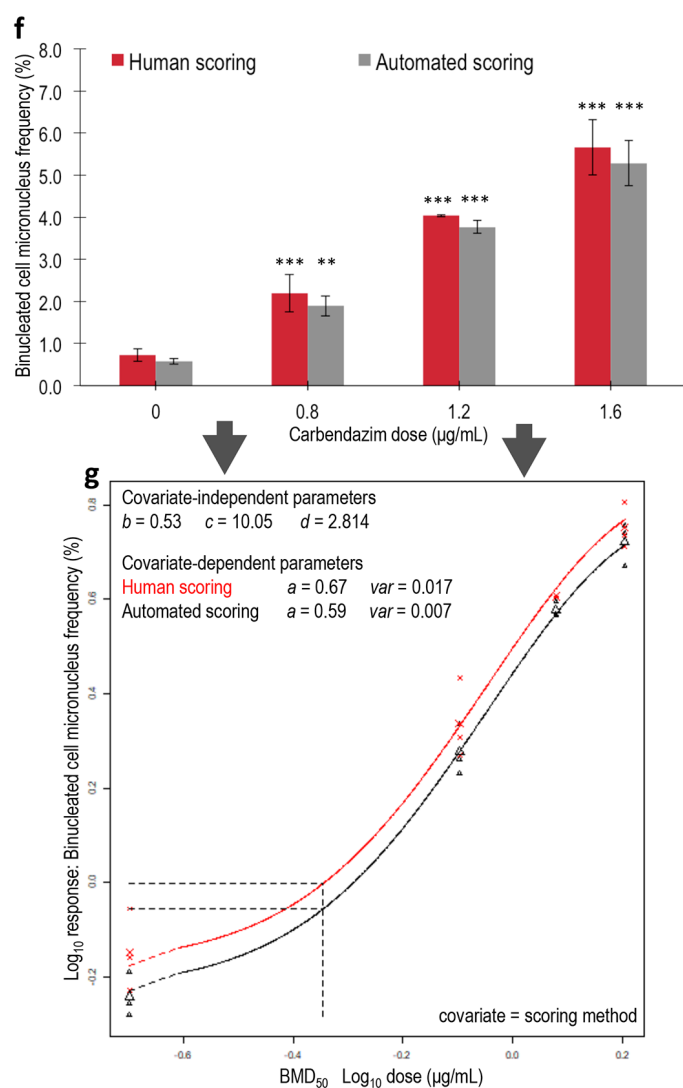 f
Binucleated cell micronucleus frequency (%)
Human scoring
Automated scoring
8.0
7.0
6.0
5.0
4.0
3.0
2.0
1.0
0.0
*** **
*** ***
*** ***
0 0.8 1.2 1.6
Carbendazim dose (µg/mL)
g
Covariate-independent parameters
b = 0.53 c = 10.05 d = 2.814
Covariate-dependent parameters
Human scoring a = 0.67 var = 0.017
Automated scoring a = 0.59 var = 0.007
Log10 response: Binucleated cell micronucleus frequency (%)
0.8
0.6
0.4
0.2
0.0
-0.2
covariate = scoring method
-0.6 -0.4 -0.2 0.0 0.2
BMD50 Log10 dose (µg/mL)